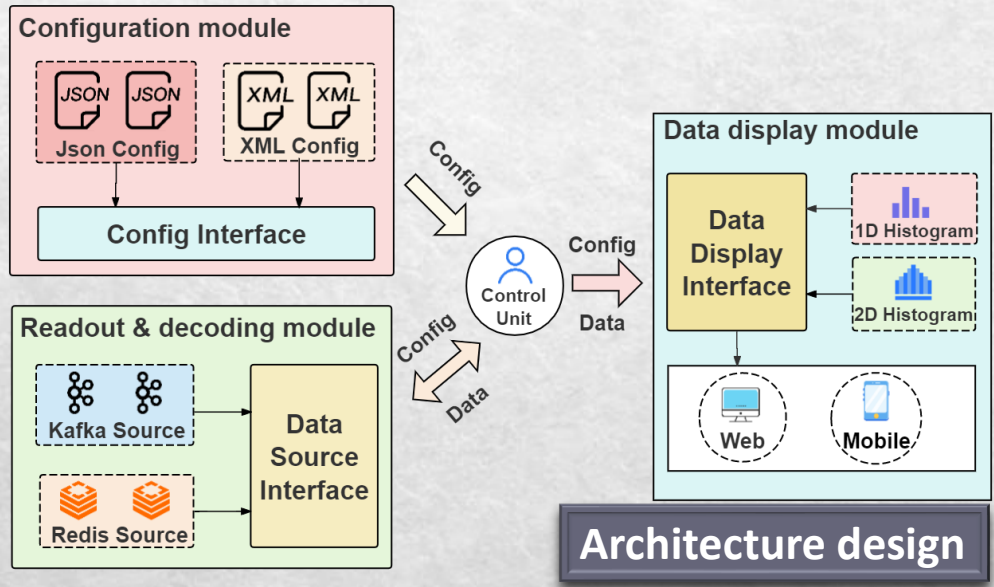 Configuration module
JSON JSON XML XML
Json Config XML Config
Config Interface
Config
Readout & decoding module
Kafka Source
Redis Source
Data
Source
Interface
Config
Data
Control
Unit
Config
Data
Data display module
Data
Display
Interface
1D Histogram
2D Histogram
Web Mobile
Architecture design